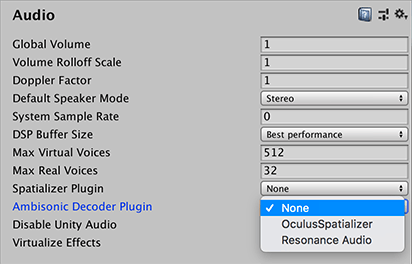 Audio
Global Volume 1
Volume Rolloff Scale 1
Doppler Factor 1
Default Speaker Mode Stereo
System Sample Rate 0
DSP Buffer Size Best performance
Max Virtual Voices 512
Max Real Voices 32
Spatializer Plugin None
Ambisonic Decoder Plugin ✓ None
Disable Unity Audio OculusSpatializer
Virtualize Effects Resonance Audio